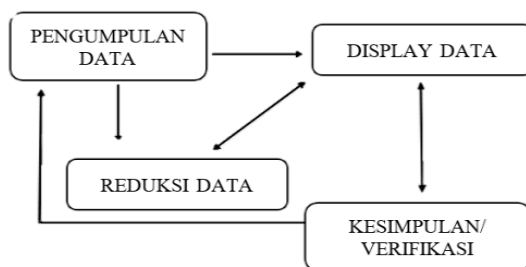 PENGUMPULAN
DATA
DISPLAY DATA
REDUKSI DATA
KESIMPULAN/
VERIFIKASI